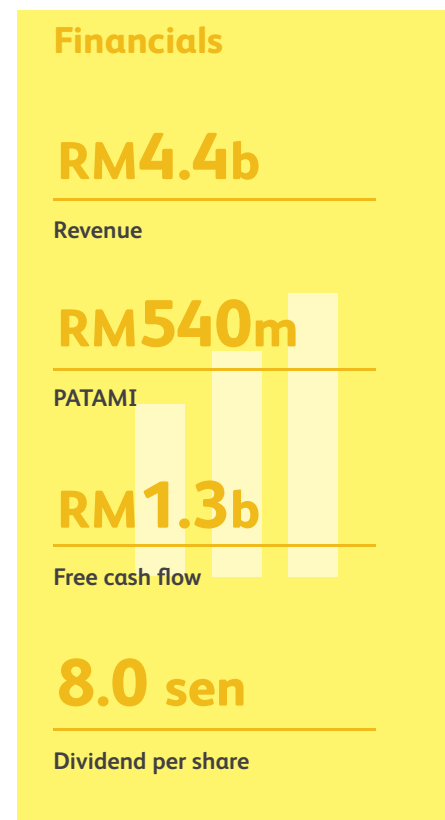 Financials
RM4.4b
Revenue
RM540m
PATAMI
RM1.3b
Free cash flow
8.0 sen
Dividend per share